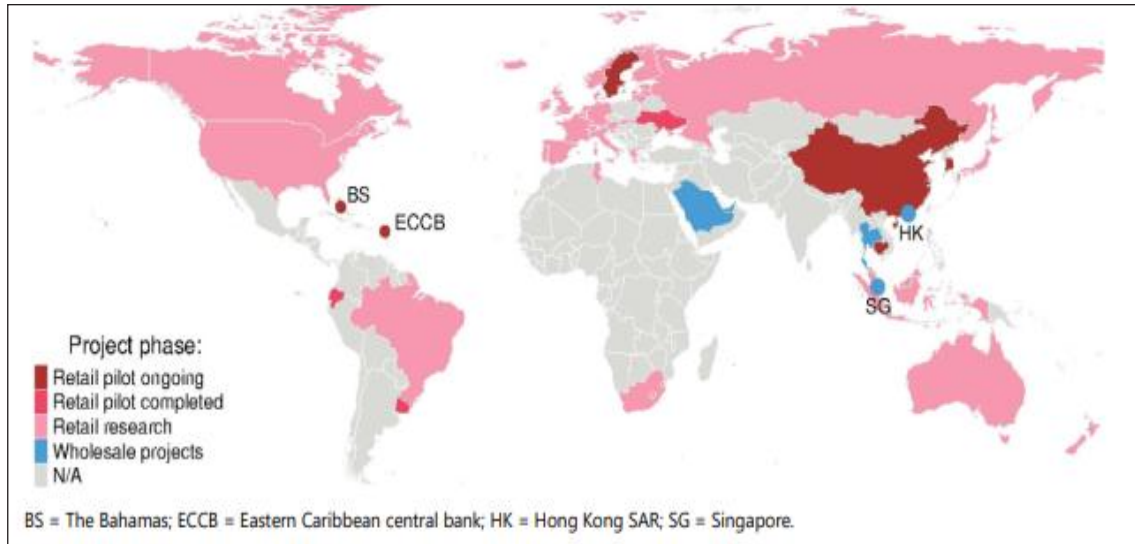 BS
ECCB
HK
SG
Project phase:
Retail pilot ongoing
Retail pilot completed
Retail research
Wholesale projects
N/A
BS = The Bahamas; ECCB = Eastern Caribbean central bank; HK = Hong Kong SAR; SG = Singapore.